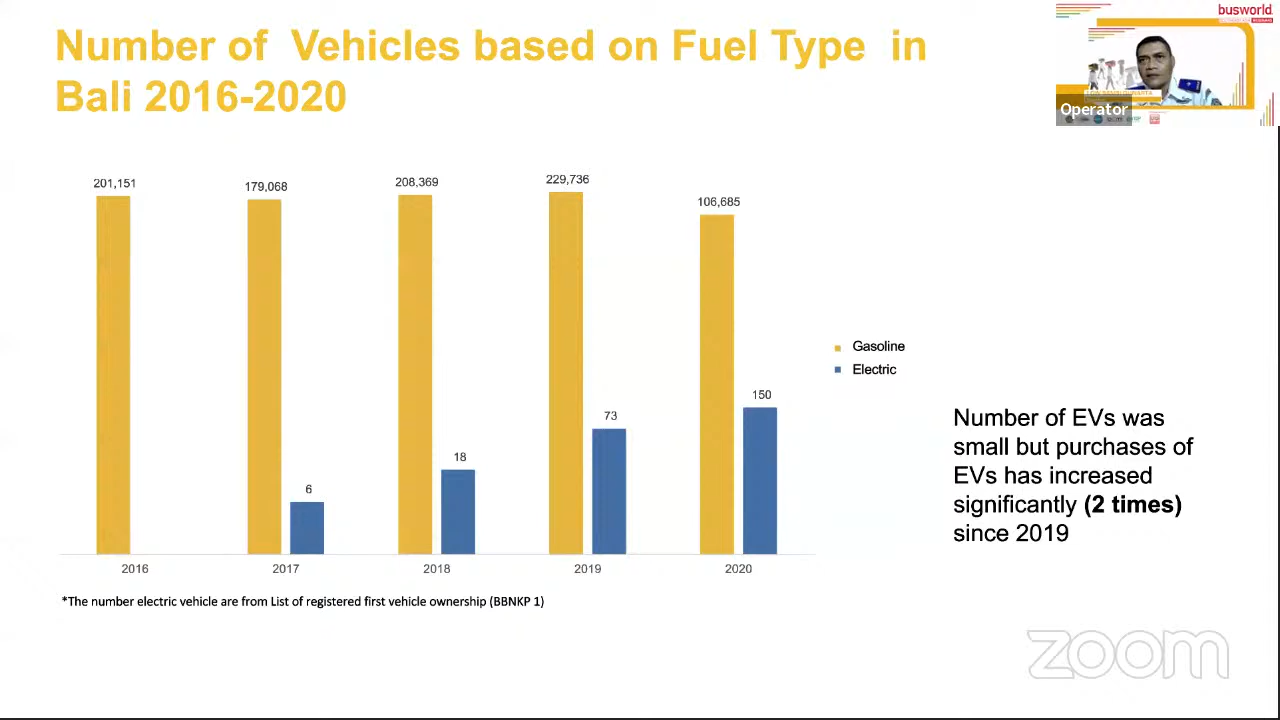 Number of Vehicles based on Fuel Type in
Bali 2016-2020
busworld
Operator
201,151
179,068
208,369
229,736
106,685
6
18
73
150
Gasoline
Electric
2016
2017
2018
2019
2020
Number of EVs was
small but purchases of
EVs has increased
significantly (2 times)
since 2019
*The number electric vehicle are from List of registered first vehicle ownership (BBNKP 1)
zoom